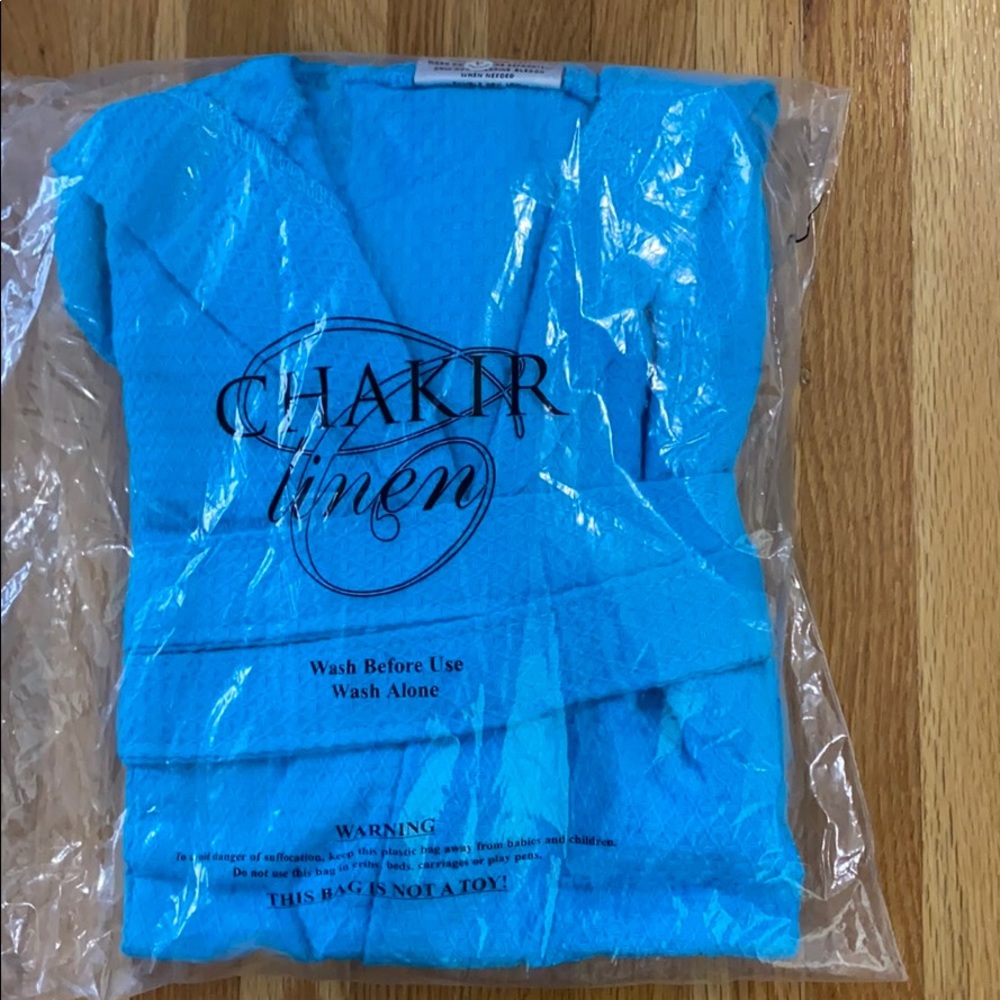 WHEN NEEDED
CHAKIR
linen
Wash Before Use
Wash Alone
WARNING
To avoid danger of suffocation, keep this plastic bag away from babies and children.
Do not use this bag in cribs, beds, carriages or play pens.
THIS BAG IS NOT A TOY!